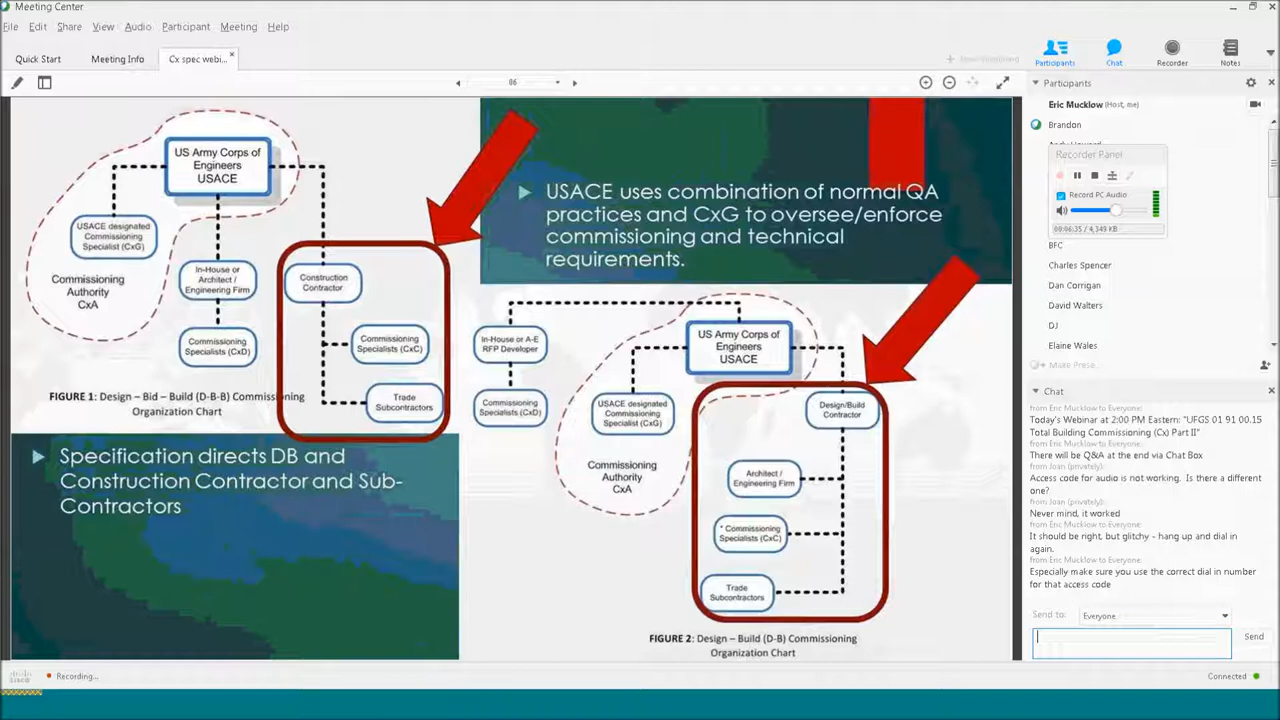 Meeting Center
File Edit Share View Audio Participant Meeting Help
Quick Start Meeting Info Cx spec webi...
Participants Chat Recorder Notes
86
US Army Corps of
Engineers
USACE
USACE designated
Commissioning
Specialist (CxG)
Commissioning
Authority
CxA
In-House or
Architect /
Engineering Firm
Commissioning
Specialists (CxD)
Construction
Contractor
Commissioning
Specialists (CxC)
Trade
Subcontractors
FIGURE 1: Design – Bid – Build (D-B-B) Commissioning
Organization Chart
USACE uses combination of normal QA
practices and CxG to oversee/enforce
commissioning and technical
requirements.
Specification directs DB and
Construction Contractor and Sub-
Contractors
In-House or A-E
RFP Developer
Commissioning
Specialists (CxD)
US Army Corps of
Engineers
USACE
USACE designated
Commissioning
Specialist (CxG)
Commissioning
Authority
CxA
Design/Build
Contractor
Architect /
Engineering Firm
* Commissioning
Specialists (CxC)
Trade
Subcontractors
FIGURE 2: Design – Build (D-B) Commissioning
Organization Chart
Participants
Eric Mucklow (Host, me)
Brandon
Recorder Panel
Record PC Audio
00:06:35 / 4,349 KB
BFC
Charles Spencer
Dan Corrigan
David Walters
DJ
Elaine Wales
Make Prese...
Chat
from Eric Mucklow to Everyone:
Today's Webinar at 2:00 PM Eastern: "UFGS 01 91 00.15
Total Building Commissioning (Cx) Part II"
from Eric Mucklow to Everyone:
There will be Q&A at the end via Chat Box
from Joan (privately):
Access code for audio is not working. Is there a different
one?
from Joan (privately):
Never mind, it worked
from Eric Mucklow to Everyone:
It should be right, but glitchy - hang up and dial in
again.
from Eric Mucklow to Everyone:
Especially make sure you use the correct dial in number
for that access code
Send to: Everyone
Send
Recording...
Connected